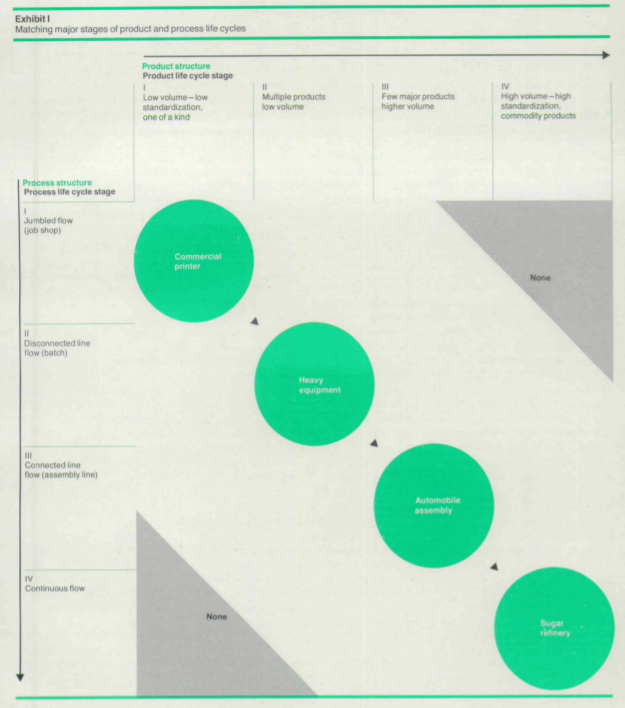 Exhibit I
Matching major stages of product and process life cycles
Product structure
Product life cycle stage
I
Low volume – low
standardization,
one of a kind
II
Multiple products
low volume
III
Few major products
higher volume
IV
High volume – high
standardization,
commodity products
Process structure
Process life cycle stage
I
Jumbled flow
(job shop)
Commercial
printer
None
II
Disconnected line
flow (batch)
Heavy
equipment
III
Connected line
flow (assembly line)
Automobile
assembly
IV
Continuous flow
None
Sugar
refinery